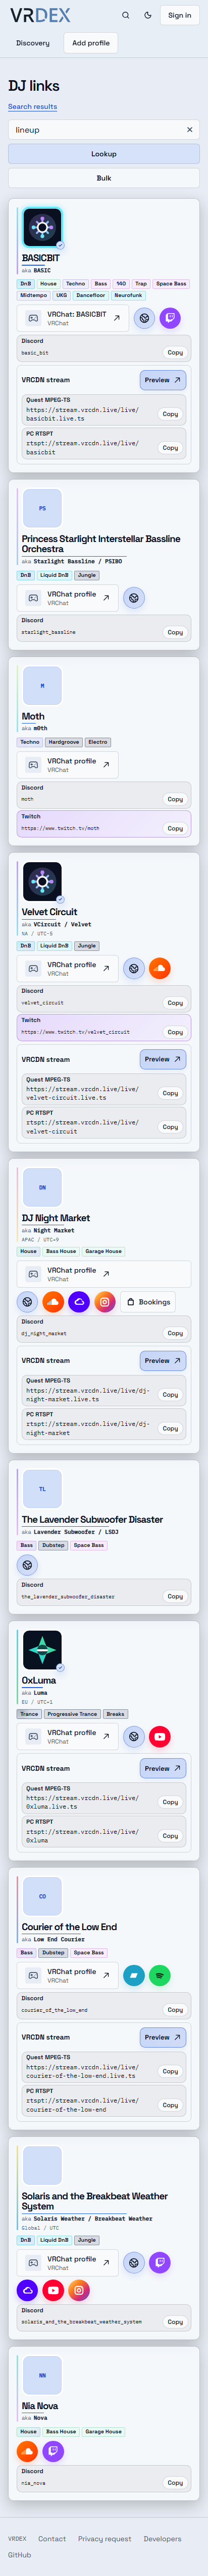 VRDEX
Sign in
Discovery
Add profile
DJ links
Search results
lineup
Lookup
Bulk
BASICBIT
aka BASIC
DnB House Techno Bass 140 Trap Space Bass
Midtempo UKG Dancefloor Neurofunk
VRChat: BASICBIT
VRChat
Discord
basic_bit
Copy
VRCDN stream
Preview
Quest MPEG-TS
https://stream.vrcdn.live/live/
basicbit.live.ts
Copy
PC RTSPT
rtspt://stream.vrcdn.live/live/
basicbit
Copy
PS
Princess Starlight Interstellar Bassline
Orchestra
aka Starlight Bassline / PSIBO
DnB Liquid DnB Jungle
VRChat profile
VRChat
Discord
starlight_bassline
Copy
M
Moth
aka m0th
Techno Hardgroove Electro
VRChat profile
VRChat
Discord
moth
Copy
Twitch
https://www.twitch.tv/moth
Copy
Velvet Circuit
aka VCircuit / Velvet
NA / UTC-5
DnB Liquid DnB Jungle
VRChat profile
VRChat
Discord
velvet_circuit
Copy
Twitch
https://www.twitch.tv/velvet_circuit
Copy
VRCDN stream
Preview
Quest MPEG-TS
https://stream.vrcdn.live/live/
velvet-circuit.live.ts
Copy
PC RTSPT
rtspt://stream.vrcdn.live/live/
velvet-circuit
Copy
DN
DJ Night Market
aka Night Market
APAC / UTC+9
House Bass House Garage House
VRChat profile
VRChat
Bookings
Discord
dj_night_market
Copy
VRCDN stream
Preview
Quest MPEG-TS
https://stream.vrcdn.live/live/dj-
night-market.live.ts
Copy
PC RTSPT
rtspt://stream.vrcdn.live/live/dj-
night-market
Copy
TL
The Lavender Subwoofer Disaster
aka Lavender Subwoofer / LSDJ
Bass Dubstep Space Bass
Discord
the_lavender_subwoofer_disaster
Copy
0xLuma
aka Luma
EU / UTC+1
Trance Progressive Trance Breaks
VRChat profile
VRChat
VRCDN stream
Preview
Quest MPEG-TS
https://stream.vrcdn.live/live/
0xluma.live.ts
Copy
PC RTSPT
rtspt://stream.vrcdn.live/live/
0xluma
Copy
CO
Courier of the Low End
aka Low End Courier
Bass Dubstep Space Bass
VRChat profile
VRChat
Discord
courier_of_the_low_end
Copy
VRCDN stream
Preview
Quest MPEG-TS
https://stream.vrcdn.live/live/
courier-of-the-low-end.live.ts
Copy
PC RTSPT
rtspt://stream.vrcdn.live/live/
courier-of-the-low-end
Copy
Solaris and the Breakbeat Weather
System
aka Solaris Weather / Breakbeat Weather
Global / UTC
DnB Liquid DnB Jungle
VRChat profile
VRChat
Discord
solaris_and_the_breakbeat_weather_system
Copy
NN
Nia Nova
aka Nova
House Bass House Garage House
Discord
nia_nova
Copy
VRDEX
Contact
Privacy request
Developers
GitHub